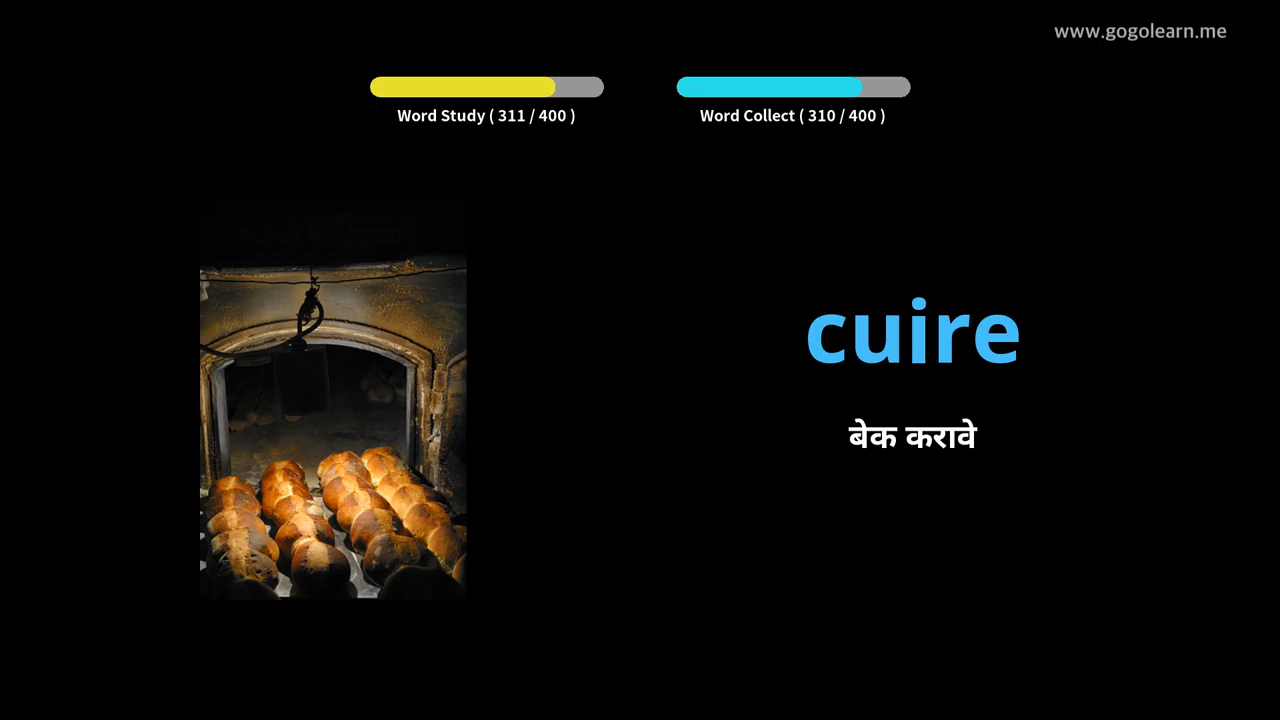 www.gogolearn.me
Word Study ( 311 / 400 )
Word Collect ( 310 / 400 )
cuire
बेक करावे